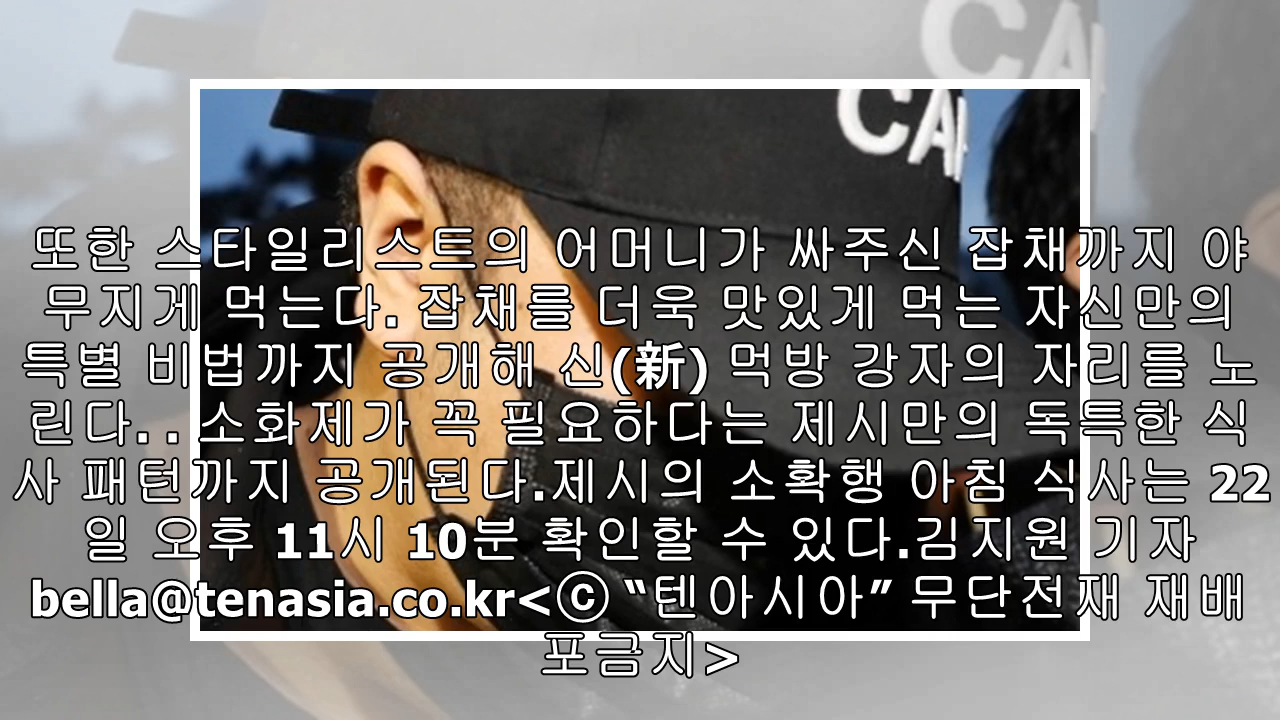 CA
CAP
또한 스타일리스트의 어머니가 싸주신 잡채까지 야
무지게 먹는다. 잡채를 더욱 맛있게 먹는 자신만의
특별 비법까지 공개해 신(新) 먹방 강자의 자리를 노
린다. . 소화제가 꼭 필요하다는 제시만의 독특한 식
사 패턴까지 공개된다.제시의 소확행 아침 식사는 22
일 오후 11시 10분 확인할 수 있다.김지원 기자
bella@tenasia.co.kr<ⓒ “텐아시아” 무단전재 재배
포금지>